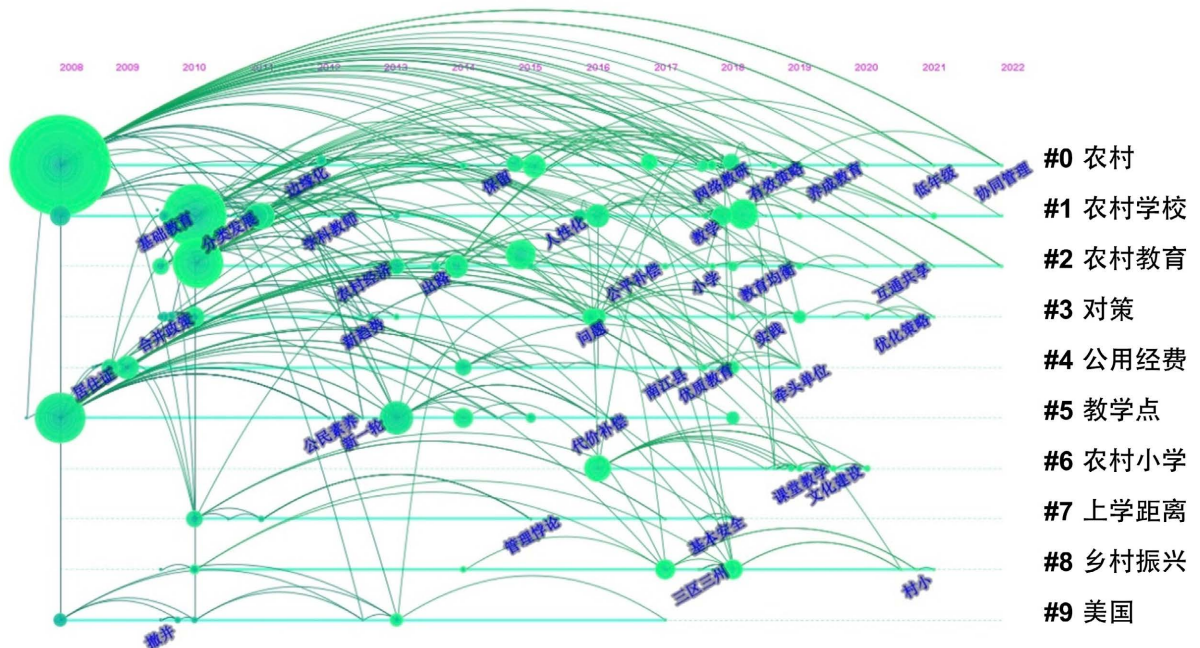 2008 2009 2010 2011 2012 2013 2014 2015 2016 2017 2018 2019 2020 2021 2022
#0 农村
边缘化 保留 网络教研 有效策略 养成教育 低年级 协同管理
#1 农村学校
基础教育 分类发展 学科教师 人性化 教学
#2 农村教育
农村经济 出路 公平补偿 小学 教育均衡 互通共享
#3 对策
合并政策 新趋势 问题 实践 优化策略
#4 公用经费
居住证 南江县 优质教育 牵头单位
#5 教学点
公民素养 新一轮 代价补偿
#6 农村小学
课堂教学 文化建设
#7 上学距离
管理悖论 基本安全
#8 乡村振兴
三区三州 村小
#9 美国
撤并